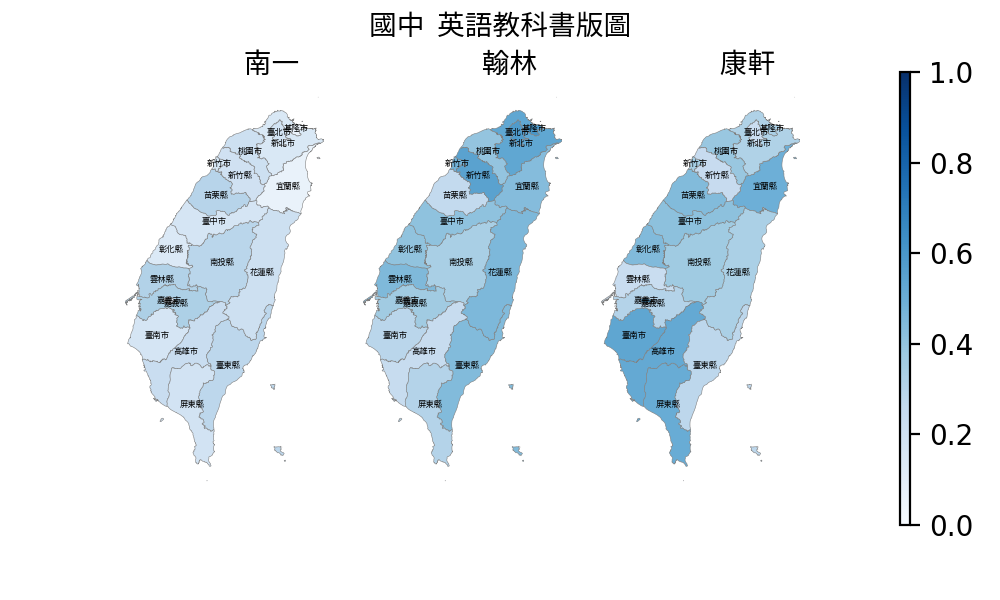 國中 英語教科書版圖
南一
翰林
康軒
臺北市
基隆市
新北市
桃園市
新竹市
新竹縣
宜蘭縣
苗栗縣
臺中市
彰化縣
南投縣
花蓮縣
雲林縣
嘉義縣
臺南市
高雄市
臺東縣
屏東縣
臺北市
基隆市
新北市
桃園市
新竹市
新竹縣
宜蘭縣
苗栗縣
臺中市
彰化縣
南投縣
花蓮縣
雲林縣
嘉義縣
臺南市
高雄市
臺東縣
屏東縣
臺北市
基隆市
新北市
桃園市
新竹市
新竹縣
宜蘭縣
苗栗縣
臺中市
彰化縣
南投縣
花蓮縣
雲林縣
嘉義縣
臺南市
高雄市
臺東縣
屏東縣
1.0
0.8
0.6
0.4
0.2
0.0